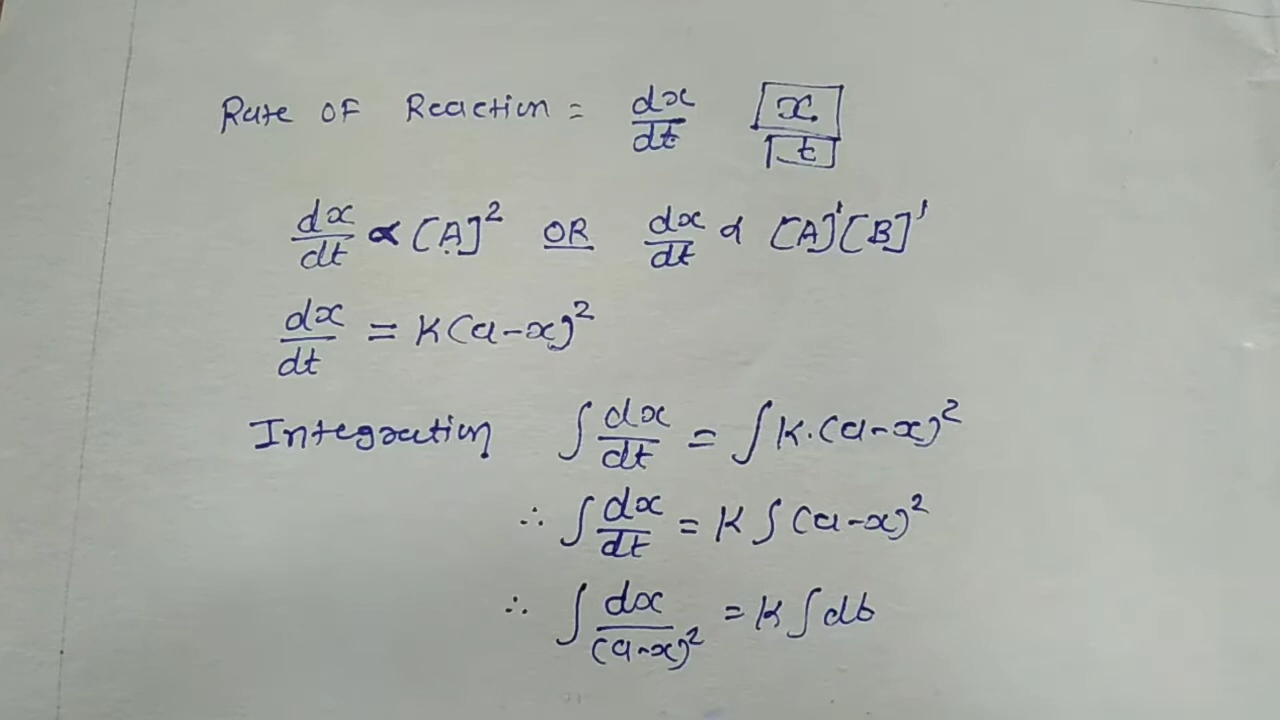 Rate OF Reaction = dx/dt x/t
dx/dt ∝ [A]² OR dx/dt ∝ [A]¹[B]¹
dx/dt = K(a-x)²
Integration ∫ dx/dt = ∫ K.(a-x)²
∴ ∫ dx/dt = K ∫ (a-x)²
∴ ∫ dx/(a-x)² = K ∫ dt